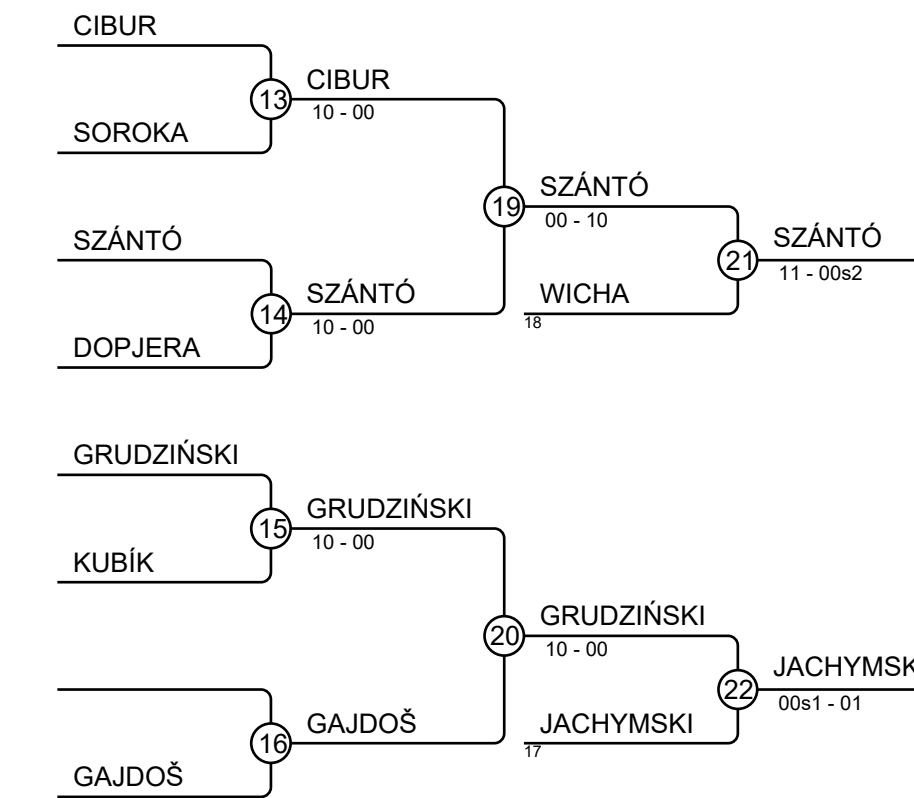 CIBUR
13
CIBUR
10 - 00
SOROKA
19
SZÁNTÓ
00 - 10
SZÁNTÓ
14
SZÁNTÓ
10 - 00
DOPJERA
21
SZÁNTÓ
11 - 00s2
WICHA
18
GRUDZIŃSKI
15
GRUDZIŃSKI
10 - 00
KUBÍK
20
GRUDZIŃSKI
10 - 00
16
GAJDOŠ
GAJDOŠ
22
JACHYMSK
00s1 - 01
JACHYMSKI
17